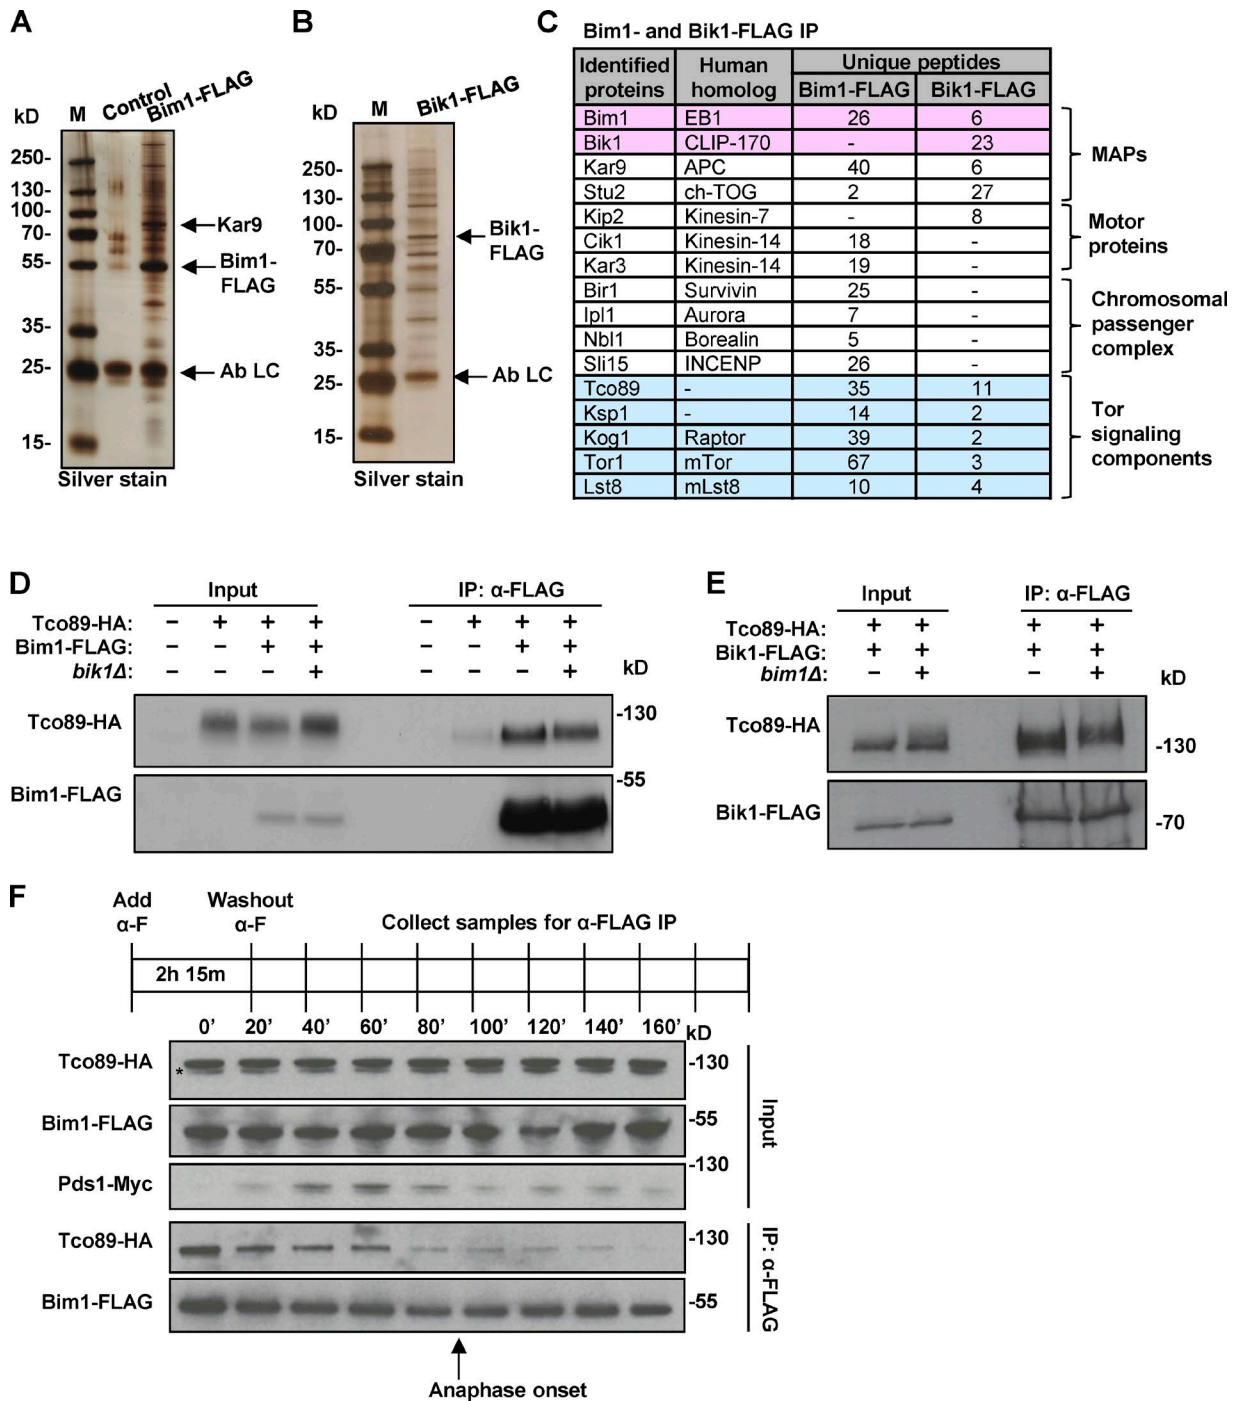 A
kD
M
Control
Bim1-FLAG
250-
130-
100-
70-
55-
35-
25-
15-
Kar9
Bim1-
FLAG
Ab LC
Silver stain
B
kD
M
Bik1-FLAG
250-
130-
100-
70-
55-
35-
25-
15-
Bik1-
FLAG
Ab LC
Silver stain
C
Bim1- and Bik1-FLAG IP
Identified proteins Human homolog Unique peptides
Bim1-FLAG Bik1-FLAG
Bim1 EB1 26 6
Bik1 CLIP-170 - 23
Kar9 APC 40 6
Stu2 ch-TOG 2 27
Kip2 Kinesin-7 - 8
Cik1 Kinesin-14 18 -
Kar3 Kinesin-14 19 -
Bir1 Survivin 25 -
Ipl1 Aurora 7 -
Nbl1 Borealin 5 -
Sli15 INCENP 26 -
Tco89 - 35 11
Ksp1 - 14 2
Kog1 Raptor 39 2
Tor1 mTor 67 3
Lst8 mLst8 10 4
MAPs
Motor
proteins
Chromosomal
passenger
complex
Tor
signaling
components
D
Input IP: α-FLAG
Tco89-HA: – + + + – + + +
Bim1-FLAG: – – + + – – + +
bik1Δ: – – – + – – – +
kD
Tco89-HA
-130
-55
Bim1-FLAG
E
Input IP: α-FLAG
Tco89-HA: + + + +
Bik1-FLAG: + + + +
bim1Δ: – + – +
kD
Tco89-HA
-130
Bik1-FLAG
-70
F
Add
α-F
Washout
α-F
Collect samples for α-FLAG IP
2h 15m
0’ 20’ 40’ 60’ 80’ 100’ 120’ 140’ 160’ kD
Tco89-HA
*
-130
Bim1-FLAG
-55
-130
Pds1-Myc
Input
Tco89-HA
-130
Bim1-FLAG
-55
IP: α-FLAG
Anaphase onset